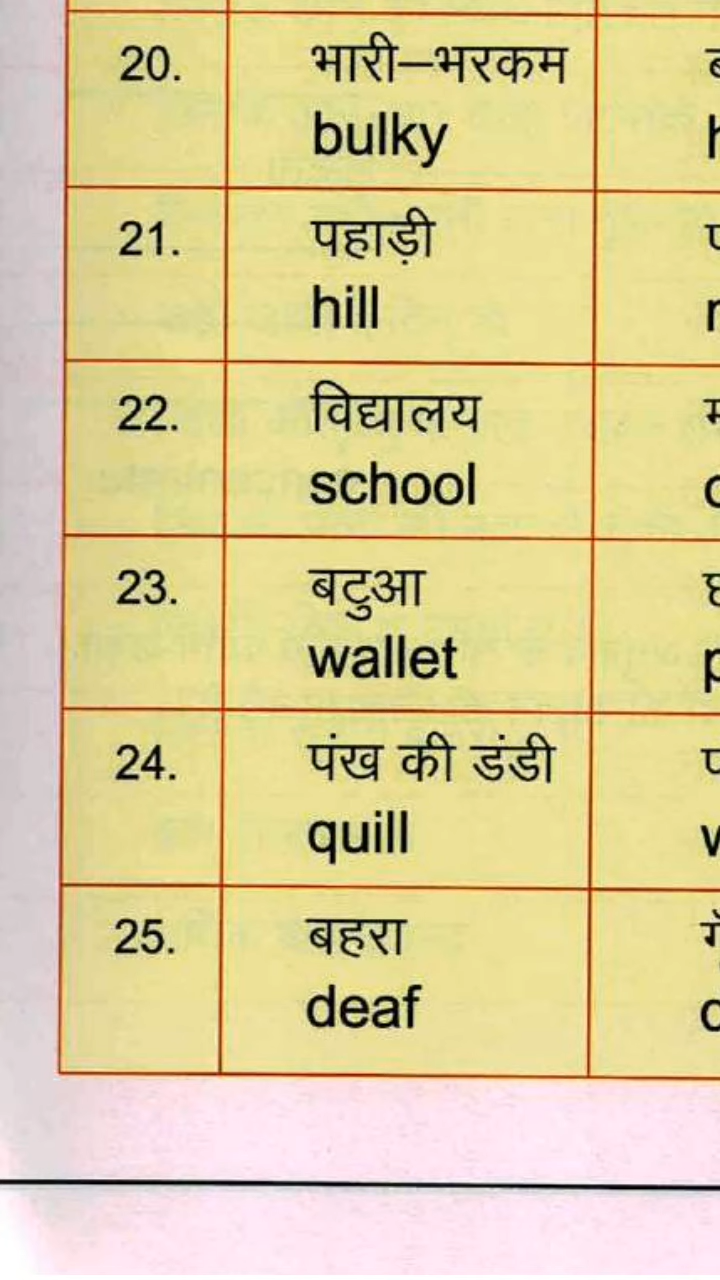 20. भारी–भरकम
bulky
21. पहाड़ी
hill
22. विद्यालय
school
23. बटुआ
wallet
24. पंख की डंडी
quill
25. बहरा
deaf